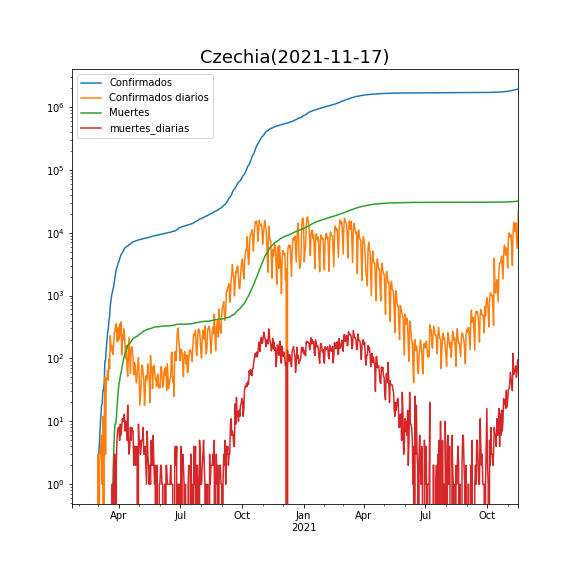 Czechia(2021-11-17)
Confirmados
Confirmados diarios
Muertes
muertes_diarias
10^6
10^5
10^4
10^3
10^2
10^1
10^0
Apr Jul Oct Jan Apr Jul Oct
2021